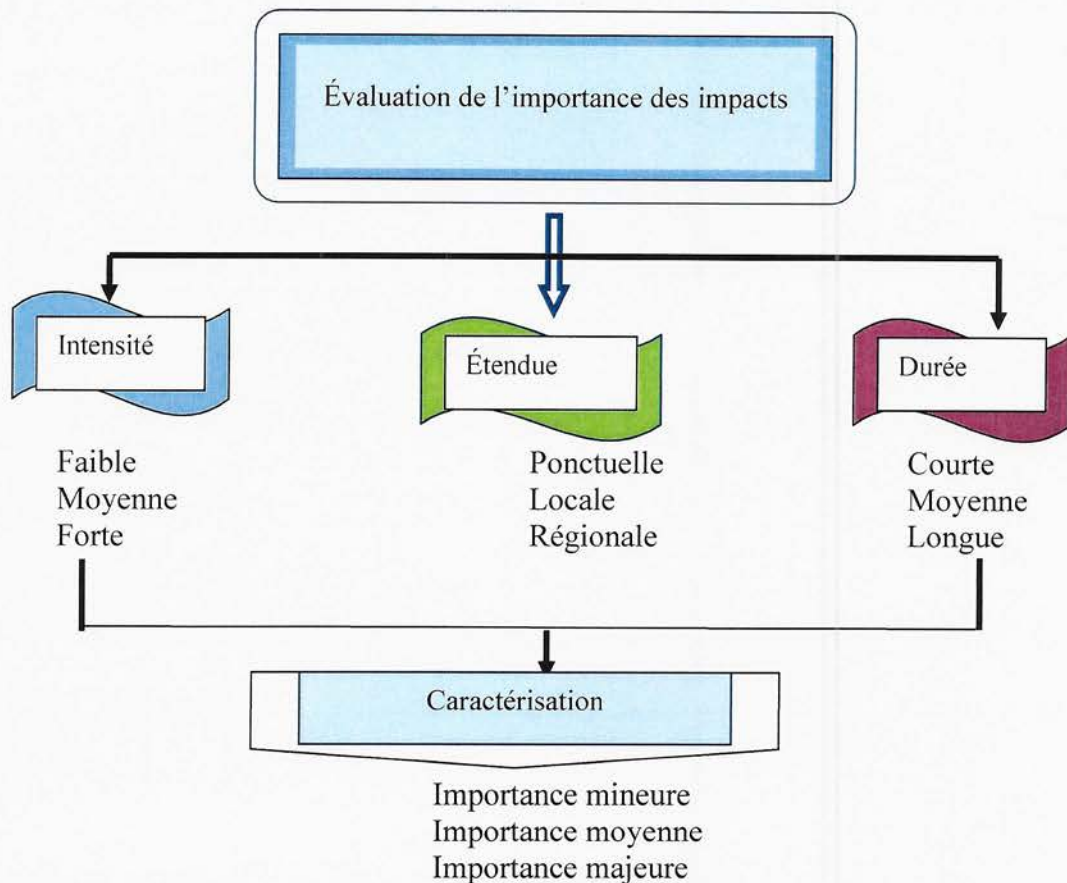 Évaluation de l'importance des impacts
Intensité
Étendue
Durée
Faible
Moyenne
Forte
Ponctuelle
Locale
Régionale
Courte
Moyenne
Longue
Caractérisation
Importance mineure
Importance moyenne
Importance majeure